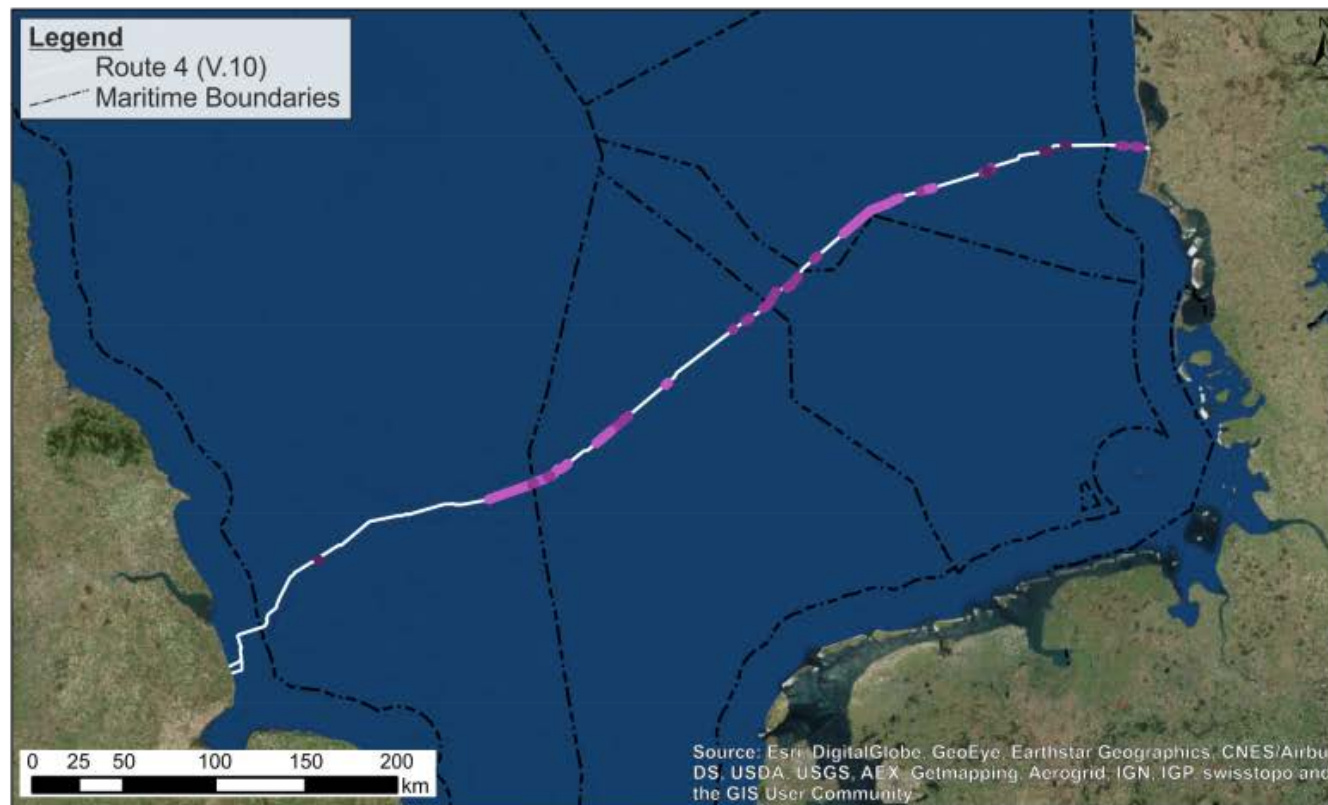 Legend
Route 4 (V.10)
Maritime Boundaries
N
0 25 50 100 150 200
km
Source: Esri, DigitalGlobe, GeoEye, Earthstar Geographics, CNES/Airbu
DS, USDA, USGS, AEX, Getmapping, Aerogrid, IGN, IGP, swisstopo and
the GIS User Community